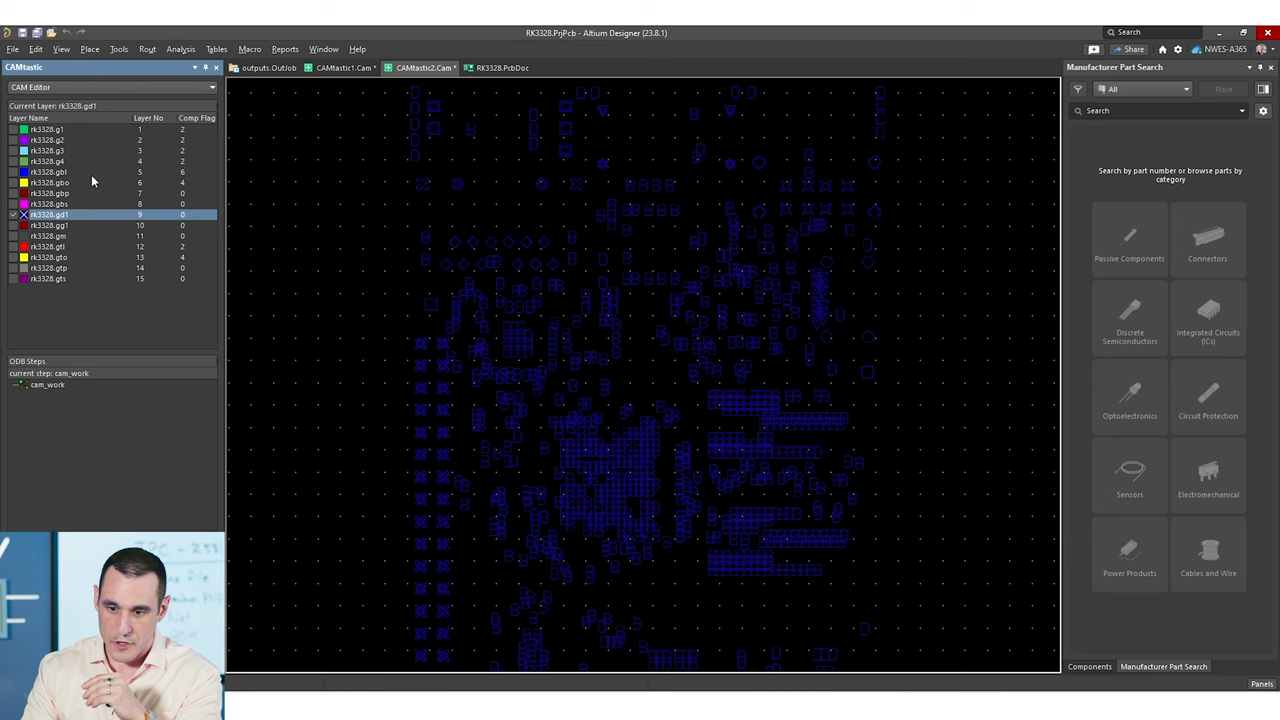 RK3328.PrjPcb - Altium Designer (23.8.1)
Search
File Edit View Place Tools Rout Analysis Tables Macro Reports Window Help
Share
NWES-A365
CAMtastic
outputs.OutJob
CAMtastic1.Cam *
CAMtastic2.Cam *
RK3328.PcbDoc
Manufacturer Part Search
CAM Editor
All
Place
Current Layer: rk3328.gd1
Search
Layer Name Layer No Comp Flag
rk3328.g1 1 2
rk3328.g2 2 2
rk3328.g3 3 2
rk3328.g4 4 2
rk3328.gbl 5 6
rk3328.gbo 6 4
rk3328.gbp 7 0
rk3328.gbs 8 0
rk3328.gd1 9 0
rk3328.gg1 10 0
rk3328.gm 11 0
rk3328.gtl 12 2
rk3328.gto 13 4
rk3328.gtp 14 0
rk3328.gts 15 0
Search by part number or browse parts by
category
Passive Components
Connectors
Discrete
Semiconductors
Integrated Circuits
(ICs)
ODB Steps
current step: cam_work
cam_work
Optoelectronics
Circuit Protection
Sensors
Electromechanical
Power Products
Cables and Wire
Components
Manufacturer Part Search
Panels